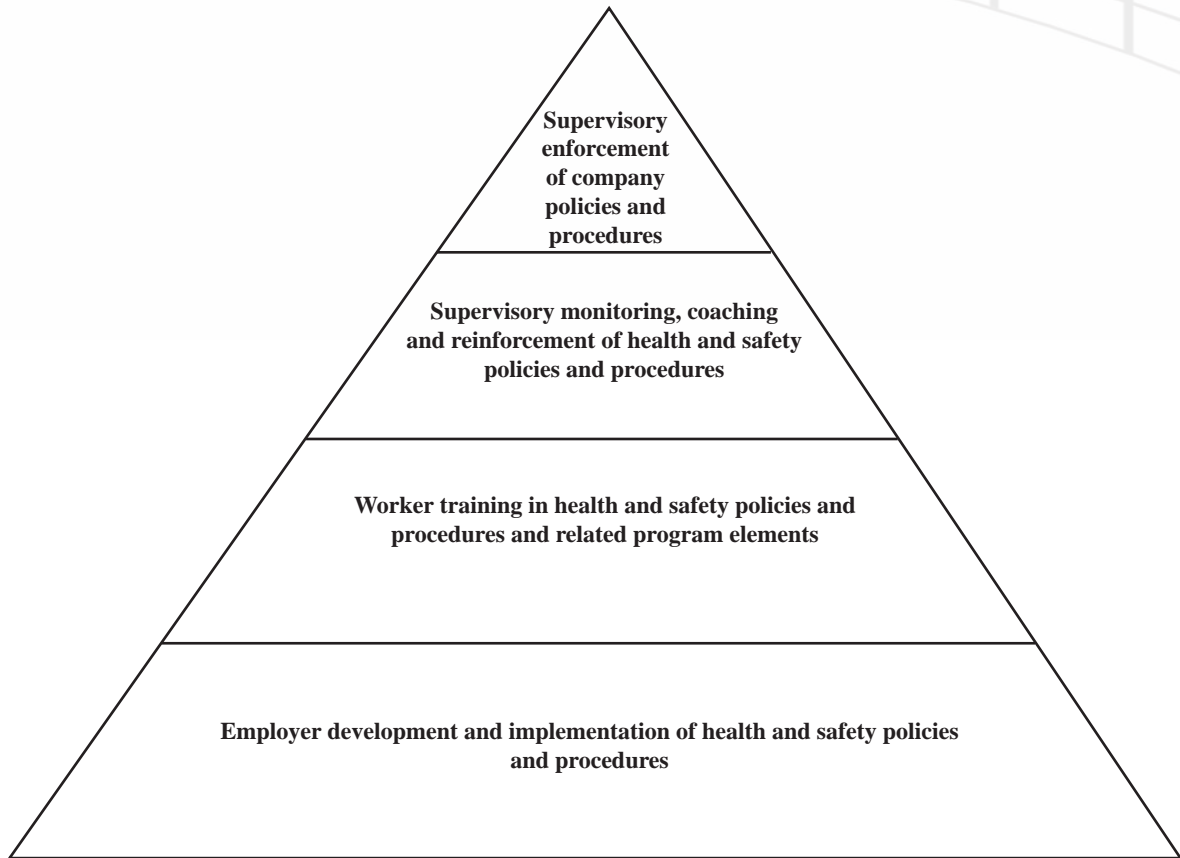 Supervisory
enforcement
of company
policies and
procedures
Supervisory monitoring, coaching
and reinforcement of health and safety
policies and procedures
Worker training in health and safety policies and
procedures and related program elements
Employer development and implementation of health and safety policies
and procedures